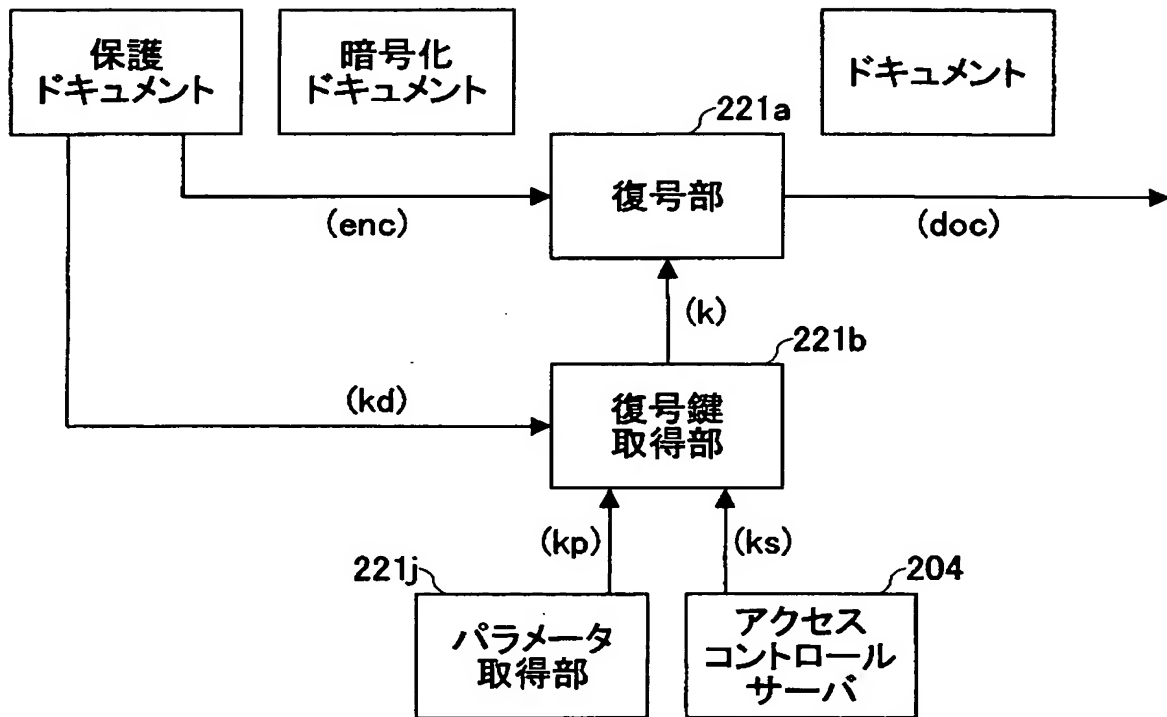 保護
ドキュメント
暗号化
ドキュメント
ドキュメント
221a
復号部
(enc)
(doc)
(k)
221b
復号鍵
取得部
(kd)
(kp)
(ks)
221j
204
パラメータ
取得部
アクセス
コントロール
サーバ